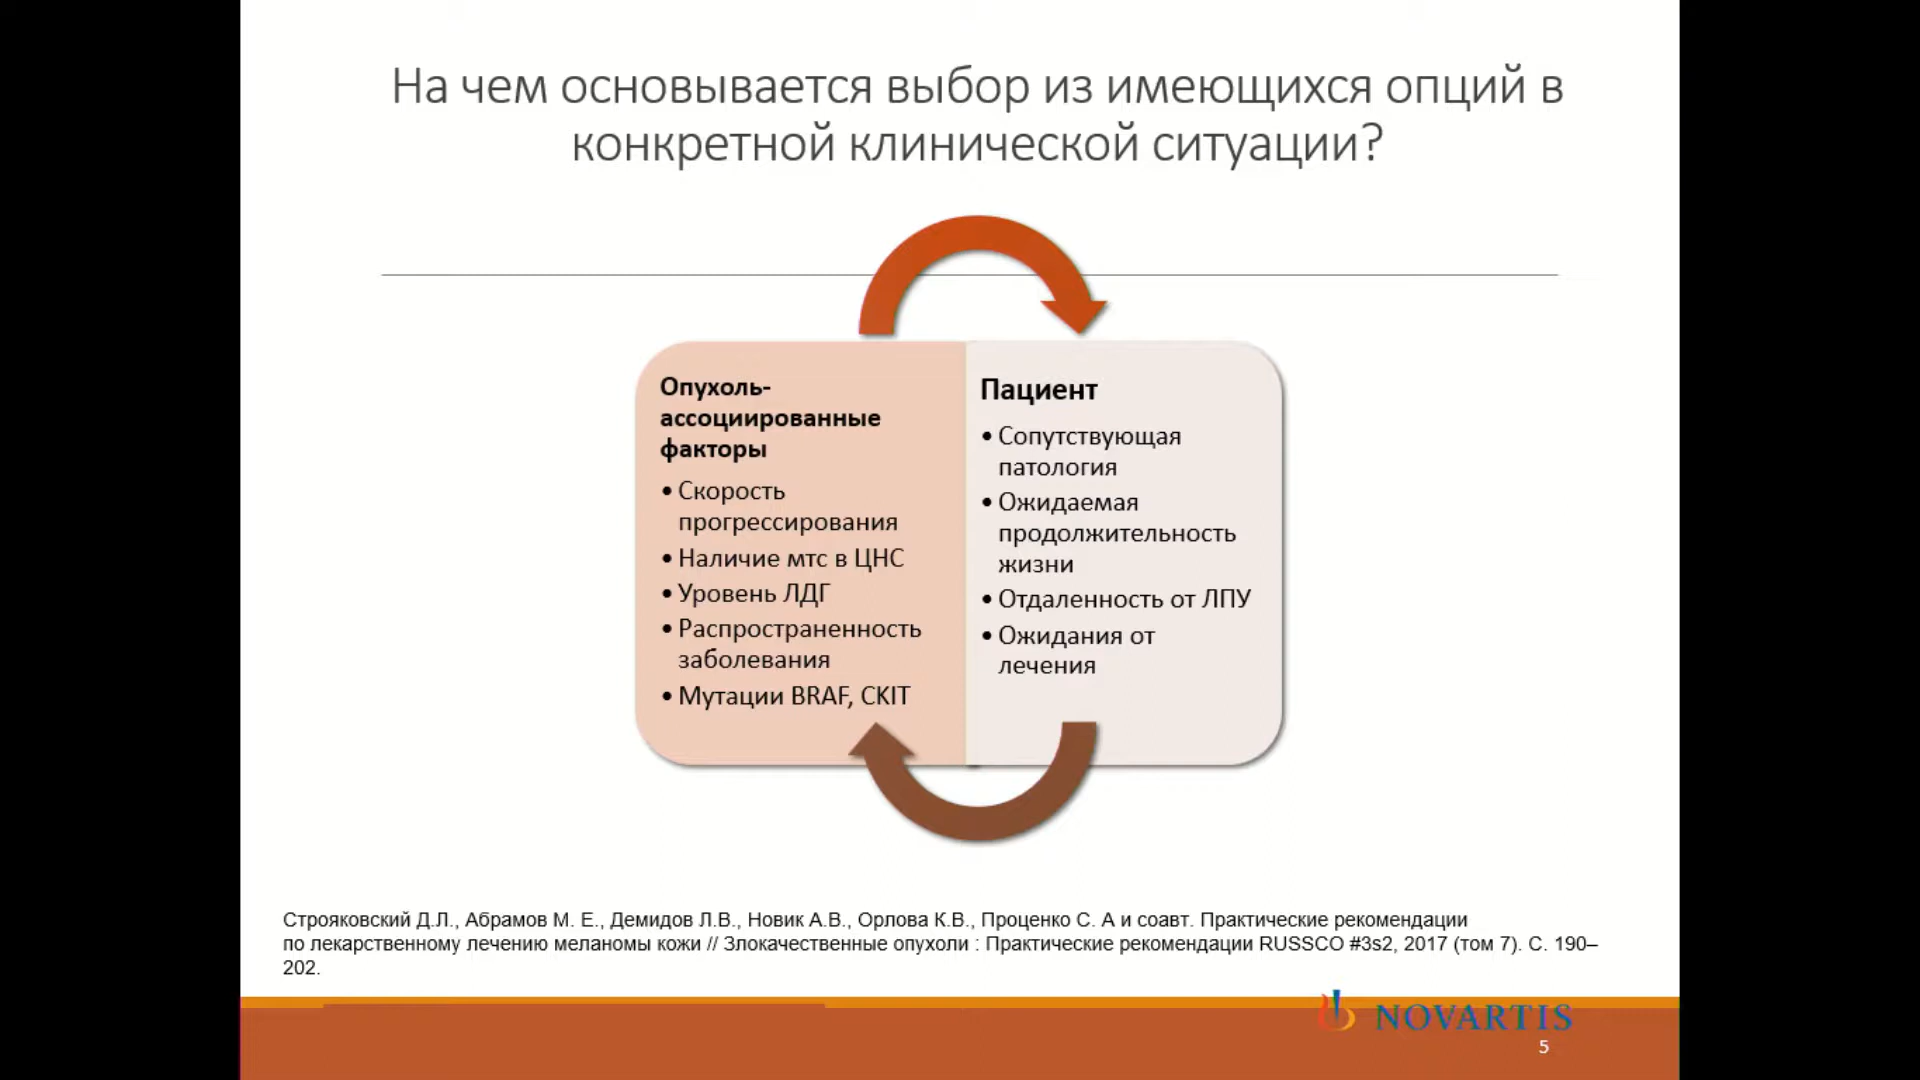 На чем основывается выбор из имеющихся опций в
конкретной клинической ситуации?
Опухоль-
ассоциированные
факторы
• Скорость
прогрессирования
• Наличие мтс в ЦНС
• Уровень ЛДГ
• Распространенность
заболевания
• Мутации BRAF, CKIT
Пациент
• Сопутствующая
патология
• Ожидаемая
продолжительность
жизни
• Отдаленность от ЛПУ
• Ожидания от
лечения
Строяковский Д.Л., Абрамов М. Е., Демидов Л.В., Новик А.В., Орлова К.В., Проценко С. А и соавт. Практические рекомендации
по лекарственному лечению меланомы кожи // Злокачественные опухоли : Практические рекомендации RUSSCO #3s2, 2017 (том 7). С. 190–
202.
NOVARTIS
5